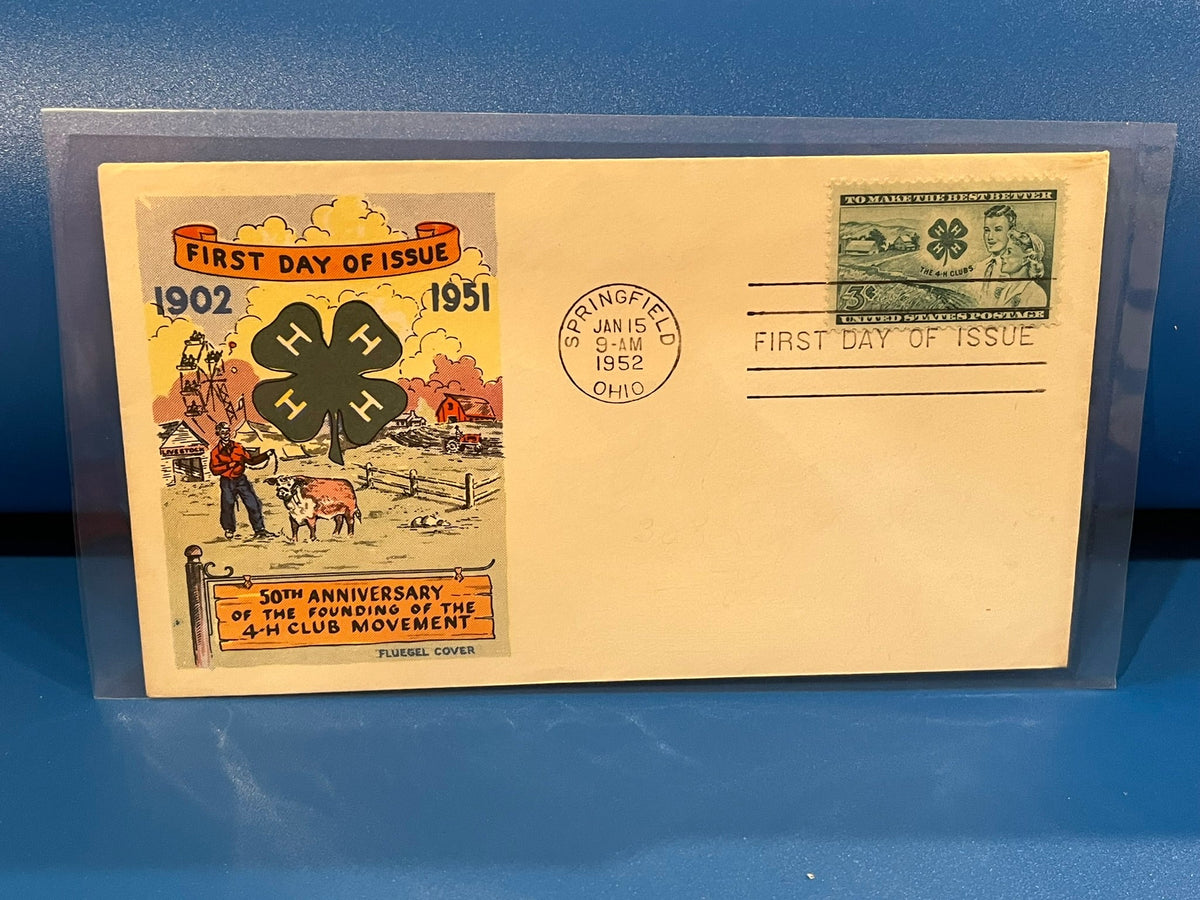 FIRST DAY OF ISSUE
1902 1951
H H
H H
LIVESTOCK
50TH ANNIVERSARY
OF THE FOUNDING OF THE
4-H CLUB MOVEMENT
FLUEGEL COVER
SPRINGFIELD
JAN 15
9-AM
1952
OHIO
TO MAKE THE BEST BETTER
H H
H H
THE 4-H CLUBS
3¢
UNITED STATES POSTAGE
FIRST DAY OF ISSUE